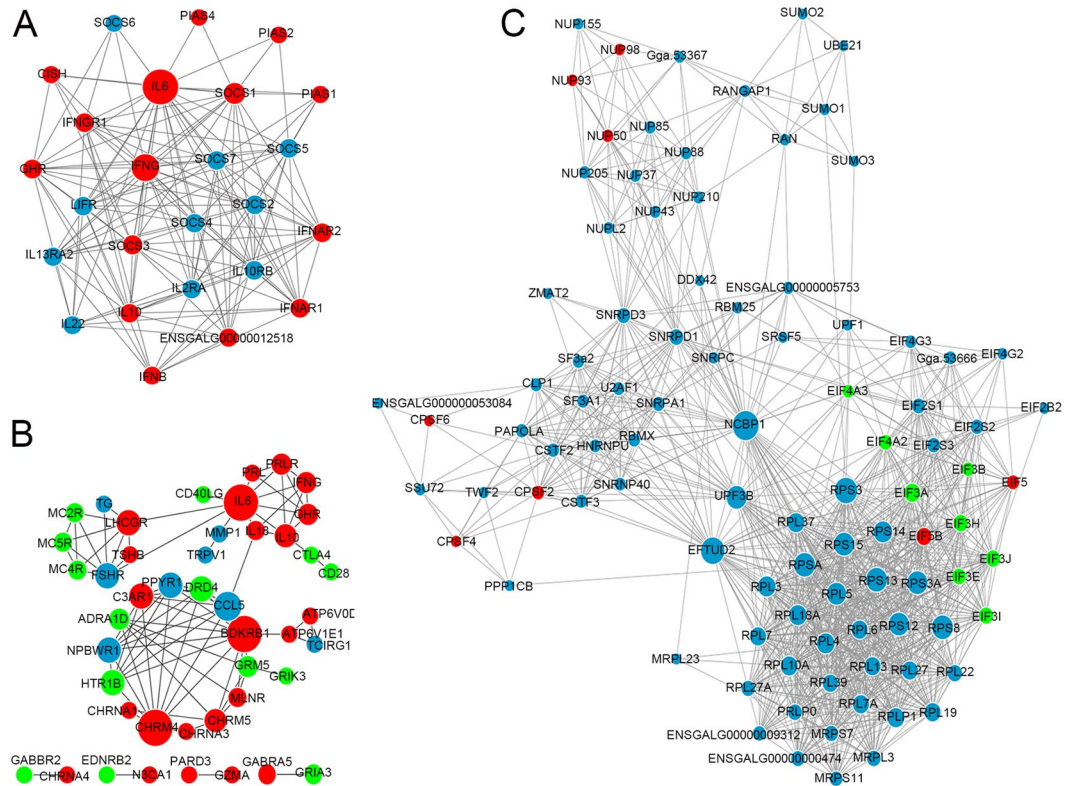 A
SOCS6
PIAS4
PIAS2
CISH
IL6
SOCS1
PIAS1
IFNGR1
SOCS7
SOCS5
GHR
IFNG
LIFR
SOCS4
SOCS2
IFNAR2
IL13RA2
SOCS3
IL10RB
IL2RA
IL22
IL10
IFNAR1
ENSGALG00000012518
IFNB
B
PRLR
PRL
IFNG
CD40LG
IL6
GHR
TG
MC2R
LHCGR
MMP1
IL18
IL10
MC5R
TSHB
TRPV1
CTLA4
MC4R
FSHR
CD28
PPYR1
DRD4
C3AR1
CCL5
ADRA1D
ATP6V0D
BDKRB1
ATP6V1E1
TCIRG1
NPBWR1
GRM5
GRIK3
HTR1B
MLNR
CHRNA1
CHRM4
CHRM5
CHRNA3
GABBR2
CHRNA4
EDNRB2
N3CA1
PARD3
GZMA
GABRA5
GRIA3
C
SUMO2
NUP155
NUP98
Gga.53367
UBE21
NUP93
RANGAP1
SUMO1
NUP50
NUP85
RAN
NUP88
SUMO3
NUP205
NUP37
NUP210
NUP43
NUPL2
DDX42
ENSGALG00000005753
ZMAT2
RBM25
SNRPD3
SNRPD1
SRSF5
UPF1
EIF4G3
SNRPC
Gga.53666
EIF4G2
SF3a2
CLP1
U2AF1
EIF4A3
ENSGALG000000053084
SF3A1
SNRPA1
EIF2S1
EIF2B2
CPSF6
NCBP1
PAPOLA
RBMX
EIF2S2
HNRNPU
CSTF2
EIF4A2
EIF2S3
EIF3B
SSU72
TWF2
CPSF2
SNRNP40
UPF3B
RPS3
EIF3A
EIF5
CSTF3
RPL37
RPS14
EIF3H
CPSF4
EFTUD2
RPS15
EIF5B
RPSA
EIF3J
PPP1CB
RPL3
RPL5
RPS13
RPS3A
EIF3E
RPL18A
EIF3I
RPL7
RPL4
RPL6
RPS12
RPS8
MRPL23
RPL10A
RPL13
RPL27
RPL22
RPL27A
RPL39
PRLP0
RPL7A
RPLP1
RPL19
ENSGALG00000009312
MRPS7
ENSGALG00000000474
MRPL3
MRPS11